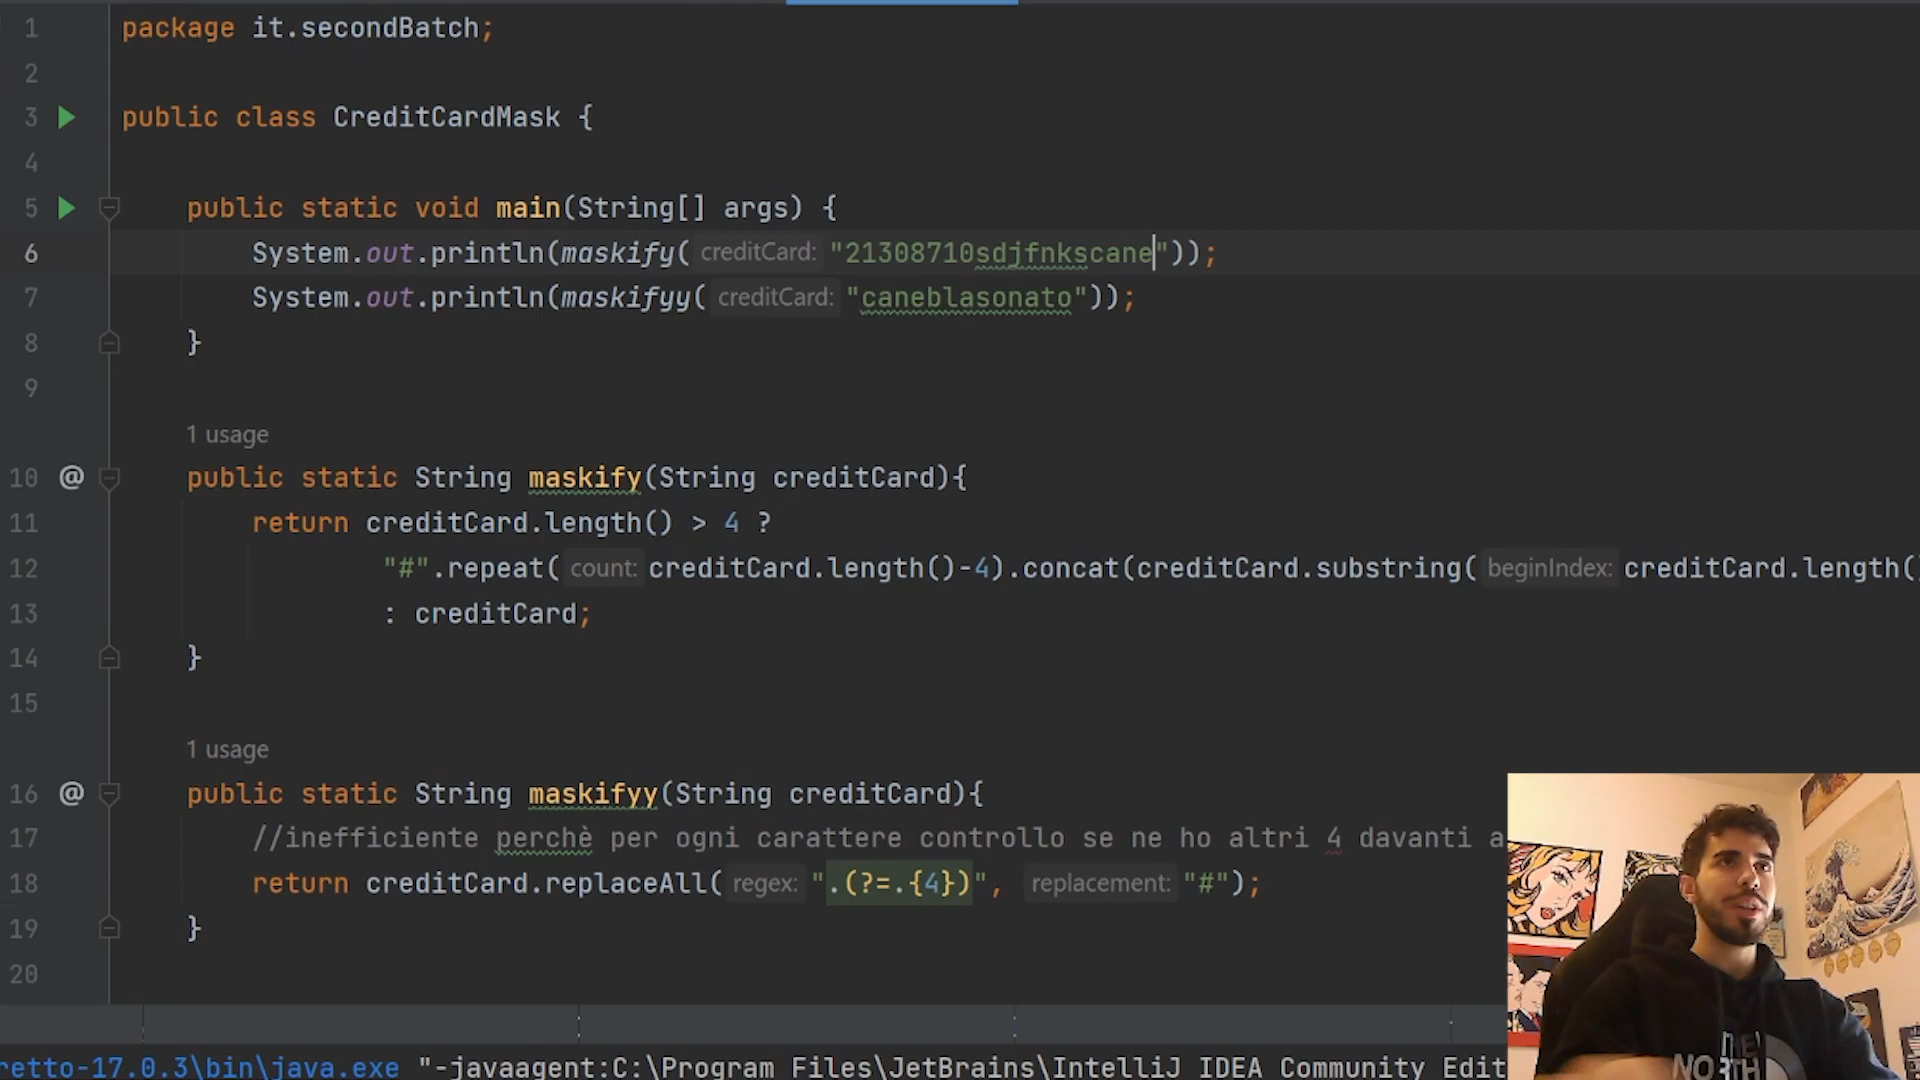 1 package it.secondBatch;
2
3 public class CreditCardMask {
4
5 public static void main(String[] args) {
6 System.out.println(maskify( creditCard: "21308710sdjfnkscane"));
7 System.out.println(maskifyy( creditCard: "caneblasonato"));
8 }
9
1 usage
10 @ public static String maskify(String creditCard){
11 return creditCard.length() > 4 ?
12 "#".repeat( count: creditCard.length()-4).concat(creditCard.substring( beginIndex: creditCard.length(
13 : creditCard;
14 }
15
1 usage
16 @ public static String maskifyy(String creditCard){
17 //inefficiente perchè per ogni carattere controllo se ne ho altri 4 davanti a
18 return creditCard.replaceAll( regex: ".(?=.{4})", replacement: "#");
19 }
20
retto-17.0.3\bin\java.exe "-javaagent:C:\Program Files\JetBrains\IntelliJ IDEA Community Edit
THE
NORTH